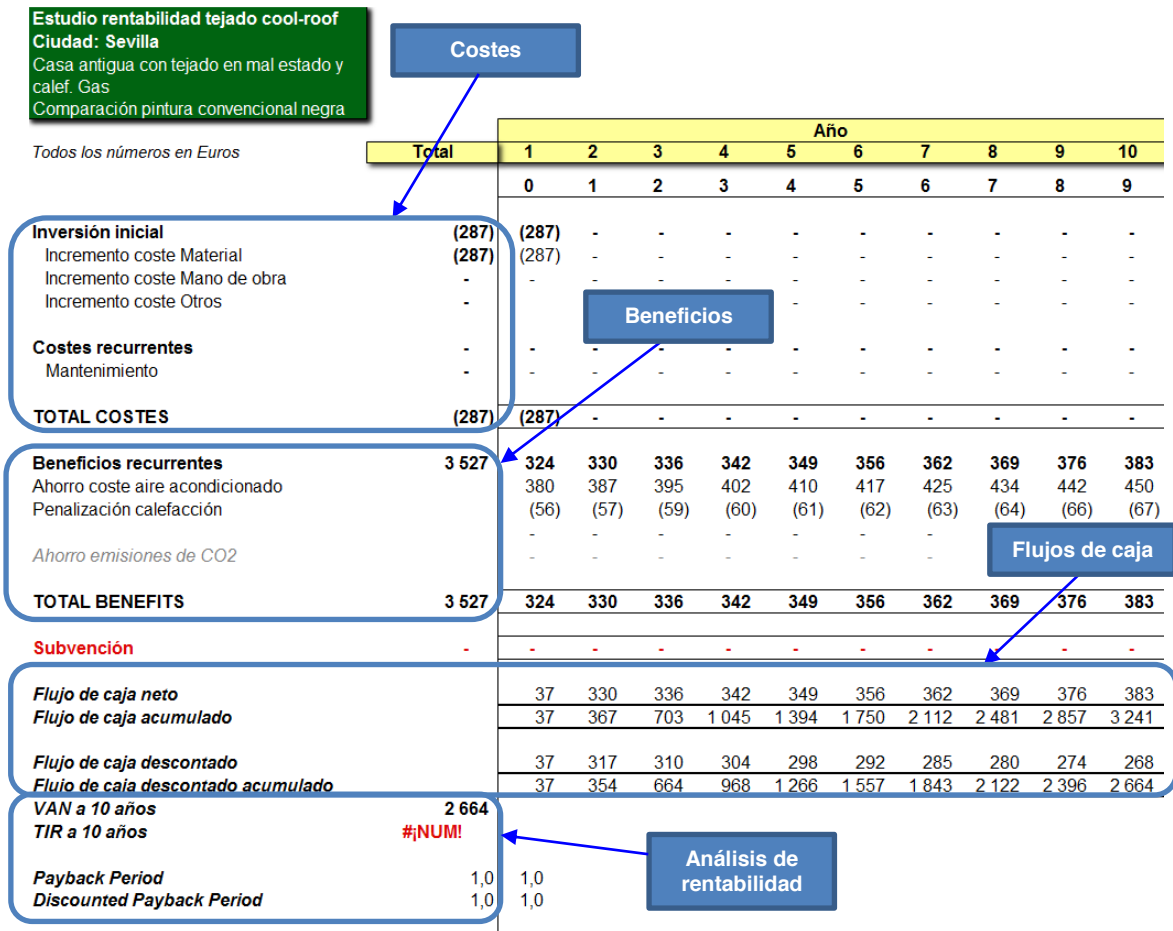 Estudio rentabilidad tejado cool-roof
Ciudad: Sevilla
Casa antigua con tejado en mal estado y
calef. Gas
Comparación pintura convencional negra
Costes
Año
Todos los números en Euros Total 1 2 3 4 5 6 7 8 9 10
0 1 2 3 4 5 6 7 8 9
Inversión inicial (287) (287) - - - - - - - - -
Incremento coste Material (287) (287) - - - - - - - - -
Incremento coste Mano de obra - - - - - - - - - - -
Incremento coste Otros - - - - - - -
Beneficios
Costes recurrentes - - - - - - - - - - -
Mantenimiento - - - - - - - - - - -
TOTAL COSTES (287) (287) - - - - - - - - -
Beneficios recurrentes 3 527 324 330 336 342 349 356 362 369 376 383
Ahorro coste aire acondicionado 380 387 395 402 410 417 425 434 442 450
Penalización calefacción (56) (57) (59) (60) (61) (62) (63) (64) (66) (67)
- - - - - - -
Ahorro emisiones de CO2 - - - - - - -
Flujos de caja
TOTAL BENEFITS 3 527 324 330 336 342 349 356 362 369 376 383
Subvención - - - - - - - - - - -
Flujo de caja neto 37 330 336 342 349 356 362 369 376 383
Flujo de caja acumulado 37 367 703 1 045 1 394 1 750 2 112 2 481 2 857 3 241
Flujo de caja descontado 37 317 310 304 298 292 285 280 274 268
Flujo de caja descontado acumulado 37 354 664 968 1 266 1 557 1 843 2 122 2 396 2 664
VAN a 10 años 2 664
TIR a 10 años #¡NUM!
Análisis de
rentabilidad
Payback Period 1,0 1,0
Discounted Payback Period 1,0 1,0